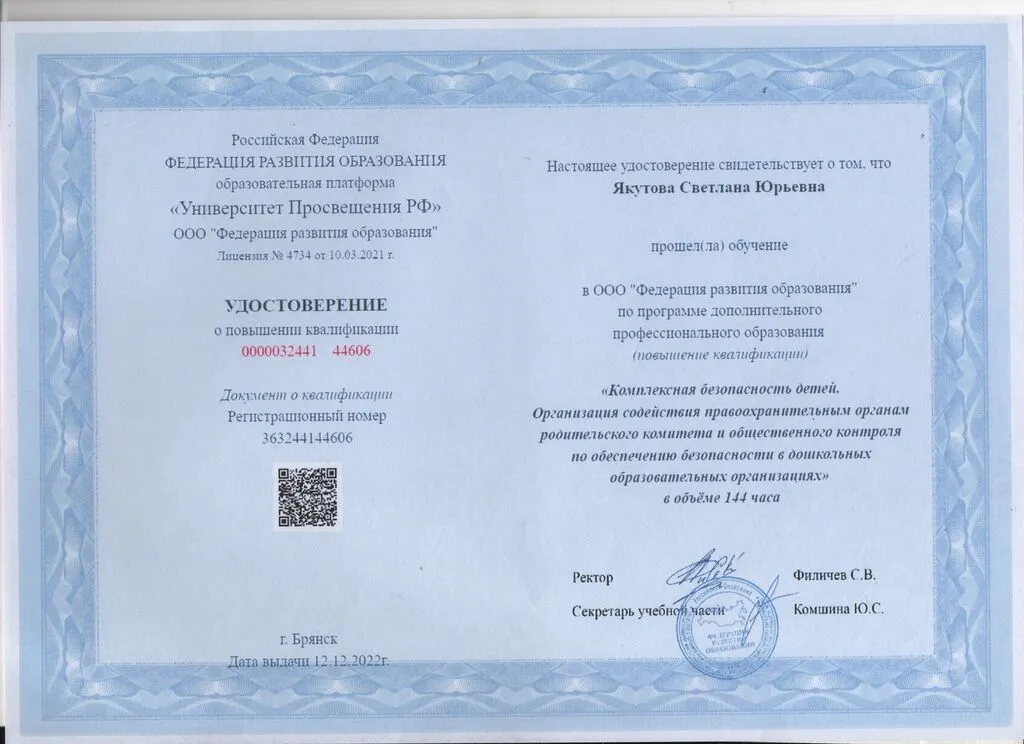 Российская Федерация
ФЕДЕРАЦИЯ РАЗВИТИЯ ОБРАЗОВАНИЯ
образовательная платформа
«Университет Просвещения РФ»
ООО "Федерация развития образования"
Лицензия № 4734 от 10.03.2021 г.
УДОСТОВЕРЕНИЕ
о повышении квалификации
0000032441 44606
Документ о квалификации
Регистрационный номер
363244144606
г. Брянск
Дата выдачи 12.12.2022г.
Настоящее удостоверение свидетельствует о том, что
Якутова Светлана Юрьевна
прошел(ла) обучение
в ООО "Федерация развития образования"
по программе дополнительного
профессионального образования
(повышение квалификации)
«Комплексная безопасность детей.
Организация содействия правоохранительным органам
родительского комитета и общественного контроля
по обеспечению безопасности в дошкольных
образовательных организациях»
в объёме 144 часа
Ректор Филичев С.В.
Секретарь учебной части Комшина Ю.С.
ФЕДЕРАЦИЯ
РАЗВИТИЯ
ОБРАЗОВАНИЯ